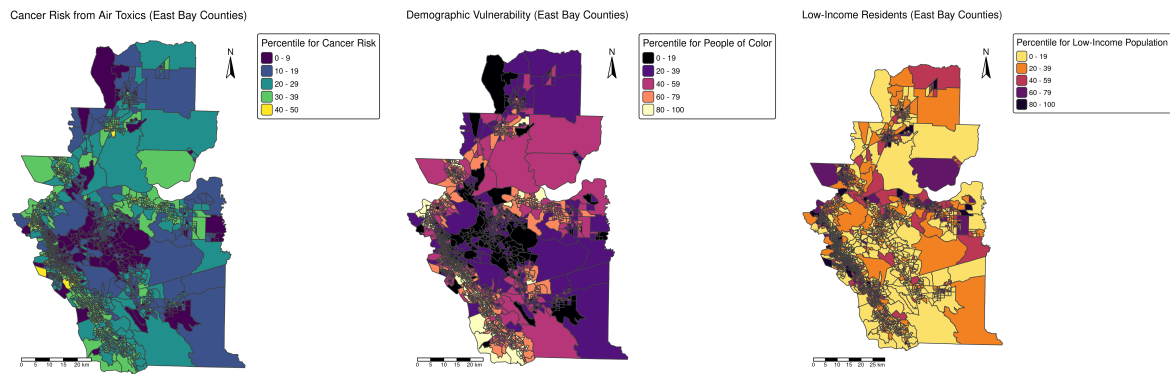 Cancer Risk from Air Toxics (East Bay Counties)
Percentile for Cancer Risk
0 - 9
10 - 19
20 - 29
30 - 39
40 - 50
N
0 5 10 15 20 km
Demographic Vulnerability (East Bay Counties)
Percentile for People of Color
0 - 19
20 - 39
40 - 59
60 - 79
80 - 100
N
0 5 10 15 20 km
Low-Income Residents (East Bay Counties)
Percentile for Low-Income Population
0 - 19
20 - 39
40 - 59
60 - 79
80 - 100
N
0 5 10 15 20 25 km